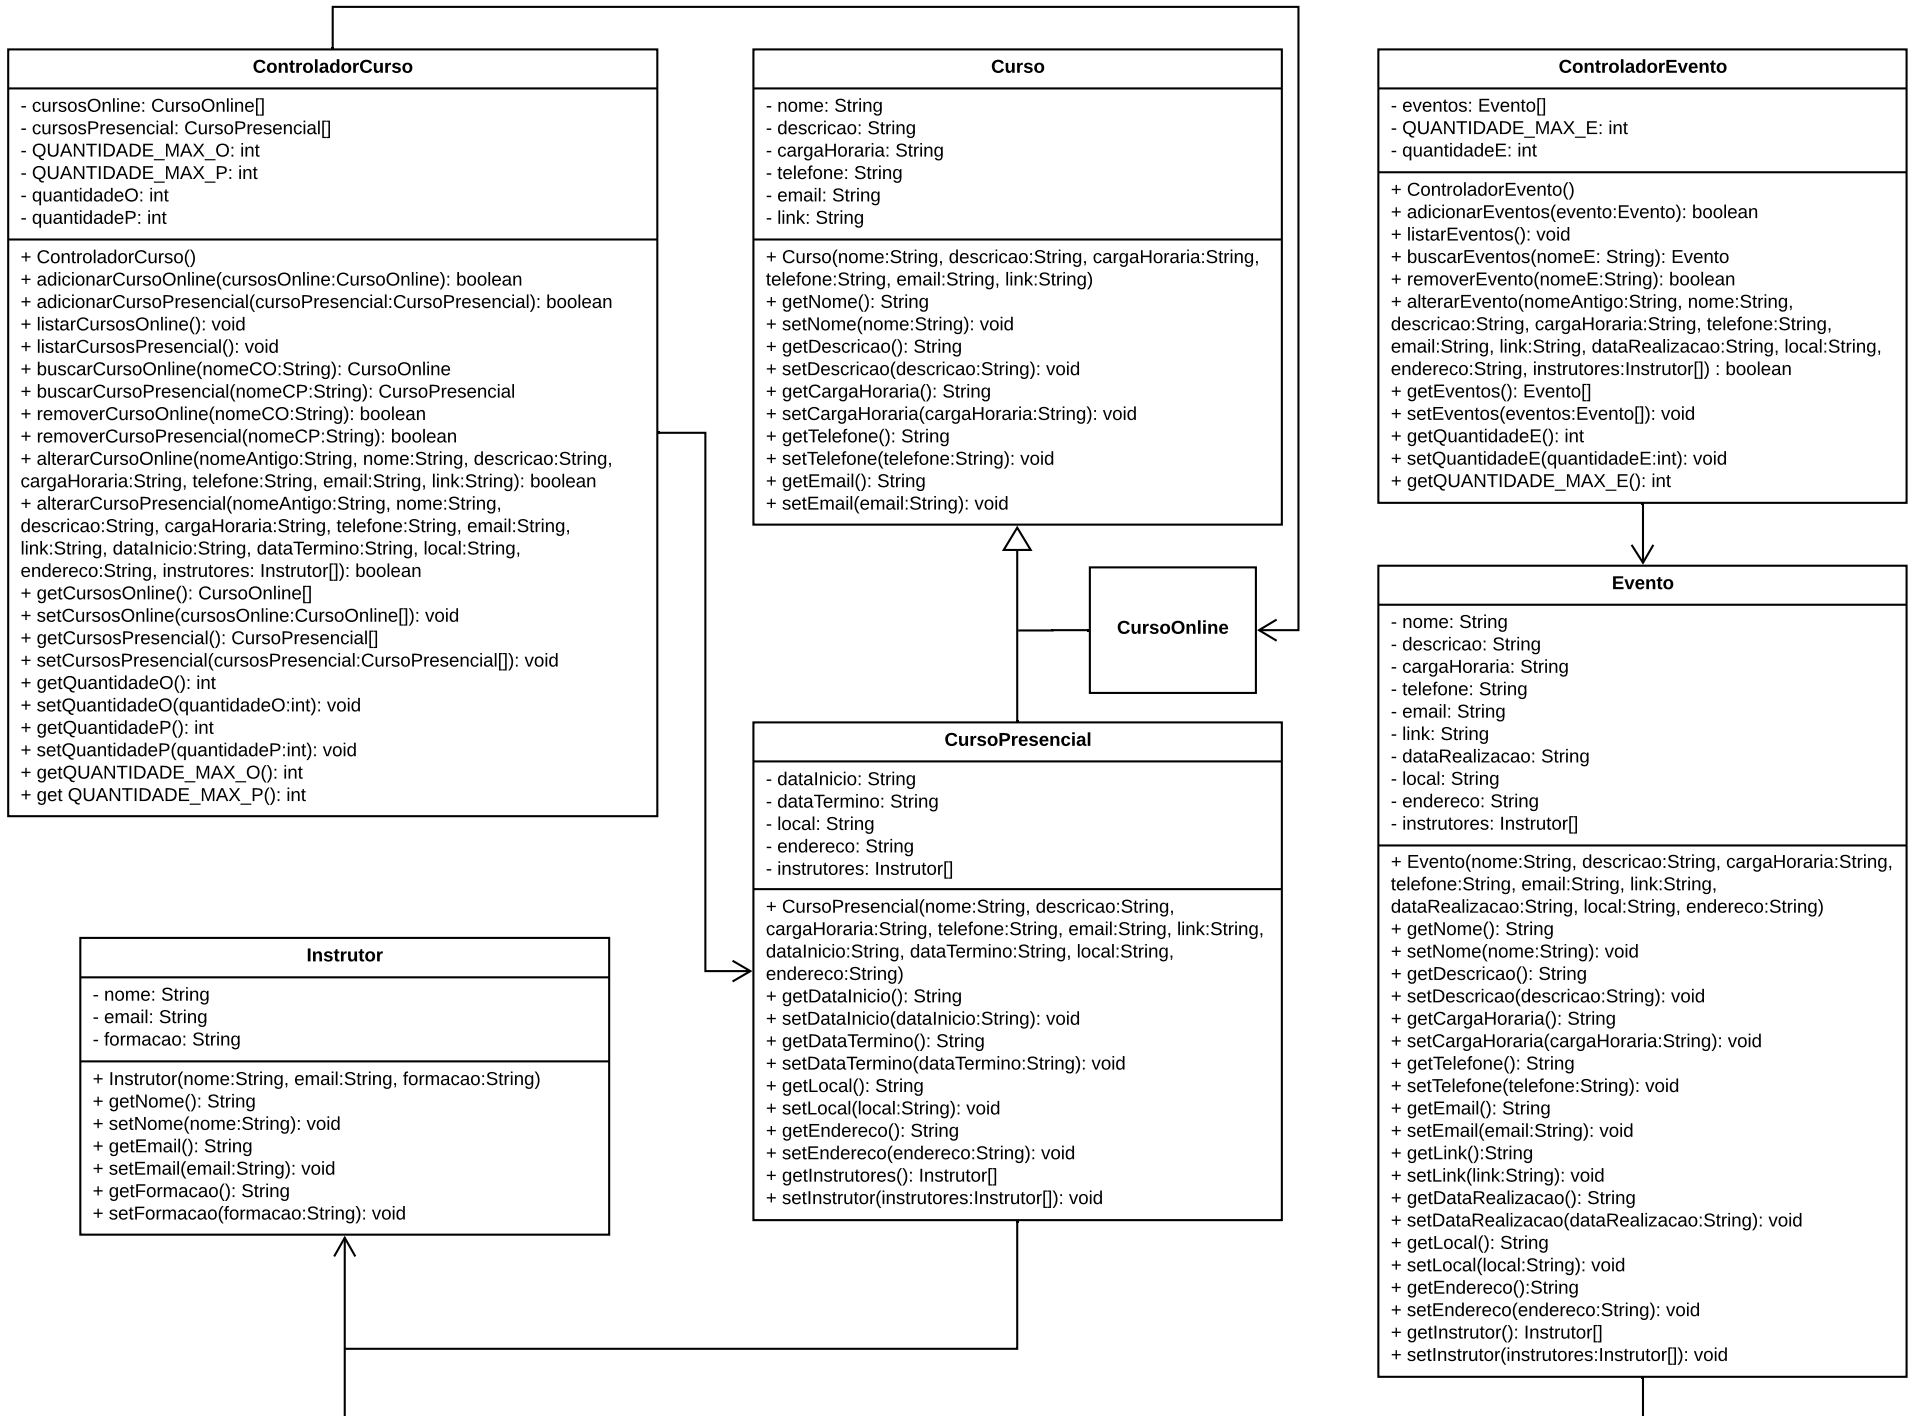 ControladorCurso
- cursosOnline: CursoOnline[]
- cursosPresencial: CursoPresencial[]
- QUANTIDADE_MAX_O: int
- QUANTIDADE_MAX_P: int
- quantidadeO: int
- quantidadeP: int
+ ControladorCurso()
+ adicionarCursoOnline(cursosOnline:CursoOnline): boolean
+ adicionarCursoPresencial(cursoPresencial:CursoPresencial): boolean
+ listarCursosOnline(): void
+ listarCursosPresencial(): void
+ buscarCursoOnline(nomeCO:String): CursoOnline
+ buscarCursoPresencial(nomeCP:String): CursoPresencial
+ removerCursoOnline(nomeCO:String): boolean
+ removerCursoPresencial(nomeCP:String): boolean
+ alterarCursoOnline(nomeAntigo:String, nome:String, descricao:String,
cargaHoraria:String, telefone:String, email:String, link:String): boolean
+ alterarCursoPresencial(nomeAntigo:String, nome:String,
descricao:String, cargaHoraria:String, telefone:String, email:String,
link:String, dataInicio:String, dataTermino:String, local:String,
endereco:String, instrutores: Instrutor[]): boolean
+ getCursosOnline(): CursoOnline[]
+ setCursosOnline(cursosOnline:CursoOnline[]): void
+ getCursosPresencial(): CursoPresencial[]
+ setCursosPresencial(cursosPresencial:CursoPresencial[]): void
+ getQuantidadeO(): int
+ setQuantidadeO(quantidadeO:int): void
+ getQuantidadeP(): int
+ setQuantidadeP(quantidadeP:int): void
+ getQUANTIDADE_MAX_O(): int
+ get QUANTIDADE_MAX_P(): int
Curso
- nome: String
- descricao: String
- cargaHoraria: String
- telefone: String
- email: String
- link: String
+ Curso(nome:String, descricao:String, cargaHoraria:String,
telefone:String, email:String, link:String)
+ getNome(): String
+ setNome(nome:String): void
+ getDescricao(): String
+ setDescricao(descricao:String): void
+ getCargaHoraria(): String
+ setCargaHoraria(cargaHoraria:String): void
+ getTelefone(): String
+ setTelefone(telefone:String): void
+ getEmail(): String
+ setEmail(email:String): void
ControladorEvento
- eventos: Evento[]
- QUANTIDADE_MAX_E: int
- quantidadeE: int
+ ControladorEvento()
+ adicionarEventos(evento:Evento): boolean
+ listarEventos(): void
+ buscarEventos(nomeE: String): Evento
+ removerEvento(nomeE:String): boolean
+ alterarEvento(nomeAntigo:String, nome:String,
descricao:String, cargaHoraria:String, telefone:String,
email:String, link:String, dataRealizacao:String, local:String,
endereco:String, instrutores:Instrutor[]) : boolean
+ getEventos(): Evento[]
+ setEventos(eventos:Evento[]): void
+ getQuantidadeE(): int
+ setQuantidadeE(quantidadeE:int): void
+ getQUANTIDADE_MAX_E(): int
CursoOnline
Evento
- nome: String
- descricao: String
- cargaHoraria: String
- telefone: String
- email: String
- link: String
- dataRealizacao: String
- local: String
- endereco: String
- instrutores: Instrutor[]
+ Evento(nome:String, descricao:String, cargaHoraria:String,
telefone:String, email:String, link:String,
dataRealizacao:String, local:String, endereco:String)
+ getNome(): String
+ setNome(nome:String): void
+ getDescricao(): String
+ setDescricao(descricao:String): void
+ getCargaHoraria(): String
+ setCargaHoraria(cargaHoraria:String): void
+ getTelefone(): String
+ setTelefone(telefone:String): void
+ getEmail(): String
+ setEmail(email:String): void
+ getLink():String
+ setLink(link:String): void
+ getDataRealizacao(): String
+ setDataRealizacao(dataRealizacao:String): void
+ getLocal(): String
+ setLocal(local:String): void
+ getEndereco():String
+ setEndereco(endereco:String): void
+ getInstrutor(): Instrutor[]
+ setInstrutor(instrutores:Instrutor[]): void
CursoPresencial
- dataInicio: String
- dataTermino: String
- local: String
- endereco: String
- instrutores: Instrutor[]
+ CursoPresencial(nome:String, descricao:String,
cargaHoraria:String, telefone:String, email:String, link:String,
dataInicio:String, dataTermino:String, local:String,
endereco:String)
+ getDataInicio(): String
+ setDataInicio(dataInicio:String): void
+ getDataTermino(): String
+ setDataTermino(dataTermino:String): void
+ getLocal(): String
+ setLocal(local:String): void
+ getEndereco(): String
+ setEndereco(endereco:String): void
+ getInstrutores(): Instrutor[]
+ setInstrutor(instrutores:Instrutor[]): void
Instrutor
- nome: String
- email: String
- formacao: String
+ Instrutor(nome:String, email:String, formacao:String)
+ getNome(): String
+ setNome(nome:String): void
+ getEmail(): String
+ setEmail(email:String): void
+ getFormacao(): String
+ setFormacao(formacao:String): void